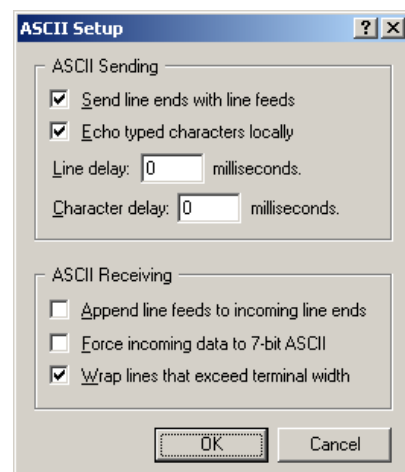 ASCII Setup
ASCII Sending
Send line ends with line feeds
Echo typed characters locally
Line delay: 0 milliseconds.
Character delay: 0 milliseconds.
ASCII Receiving
Append line feeds to incoming line ends
Force incoming data to 7-bit ASCII
Wrap lines that exceed terminal width
OK Cancel